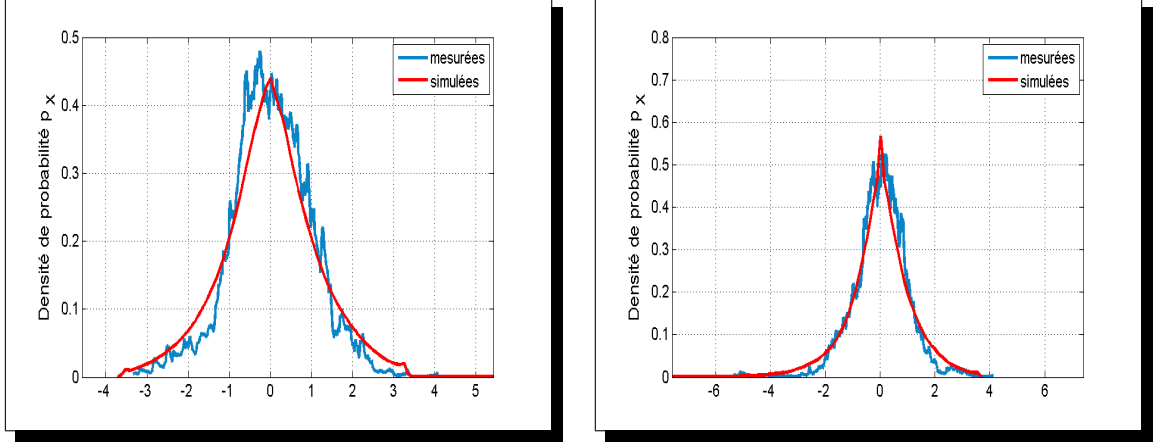 0.5
0.4
0.3
0.2
0.1
0
-4 -3 -2 -1 0 1 2 3 4 5
Densité de probabilité p x
mesurées
simulées
0.8
0.7
0.6
0.5
0.4
0.3
0.2
0.1
0
-6 -4 -2 0 2 4 6
Densité de probabilité p x
mesurées
simulées